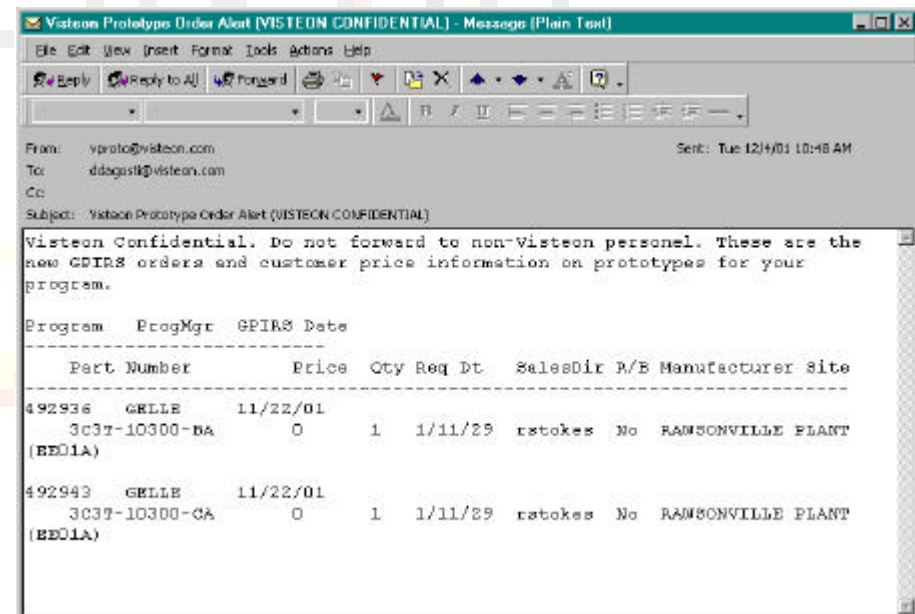 Visteon Prototype Order Alert (VISTEON CONFIDENTIAL) - Message (Plain Text)
File Edit View Insert Format Tools Actions Help
Reply Reply to All Forward
From: vproto@visteon.com Sent: Tue 12/4/01 10:48 AM
To: ddagosti@visteon.com
Cc:
Subject: Visteon Prototype Order Alert (VISTEON CONFIDENTIAL)
Visteon Confidential. Do not forward to non-Visteon personel. These are the
new GPIRS orders and customer price information on prototypes for your
program.
Program ProgMgr GPIRS Date
---------------------------
Part Number Price Qty Req Dt SalesDir R/B Manufacturer Site
---------------------------------------------------------------------------
492936 GELLE 11/22/01
3C3T-10300-BA 0 1 1/11/29 rstokes No RAWSONVILLE PLANT
(EE01A)
492943 GELLE 11/22/01
3C3T-10300-CA 0 1 1/11/29 rstokes No RAWSONVILLE PLANT
(EE01A)